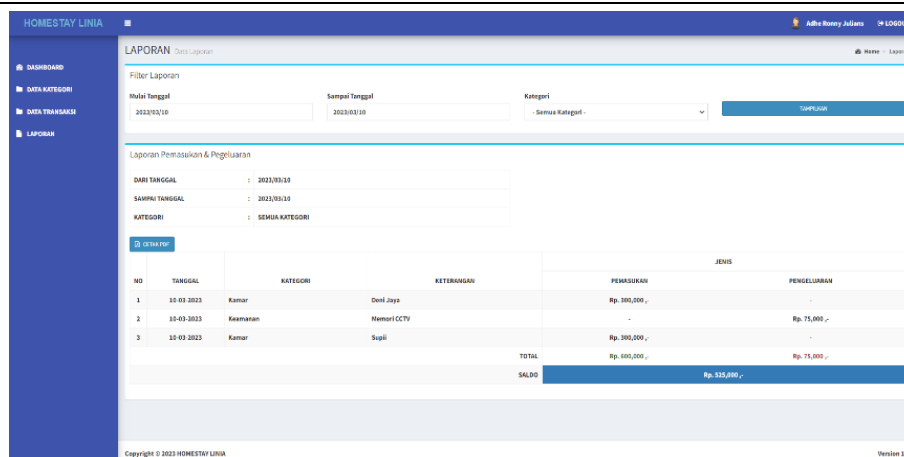 HOMESTAY LINIA
Adhe Ronny Julians
LAPORAN Data Laporan
Home
DASHBOARD
DATA KATEGORI
DATA TRANSAKSI
LAPORAN
Filter Laporan
Mulai Tanggal Sampai Tanggal Kategori
2023/03/10 2023/03/10 - Semua Kategori - TAMPILKAN
Laporan Pemasukan & Pegeluaran
DARI TANGGAL : 2023/03/10
SAMPAI TANGGAL : 2023/03/10
KATEGORI : SEMUA KATEGORI
CETAK PDF
JENIS
NO TANGGAL KATEGORI KETERANGAN PEMASUKAN PENGELUARAN
1 10-03-2023 Kamar Deni Jaya Rp. 300,000 ,- -
2 10-03-2023 Keamanan Memori CCTV - Rp. 75,000 ,-
3 10-03-2023 Kamar Supii Rp. 300,000 ,- -
TOTAL Rp. 600,000 ,- Rp. 75,000 ,-
SALDO Rp. 525,000 ,-
Copyright © 2023 HOMESTAY LINIA
Version 1